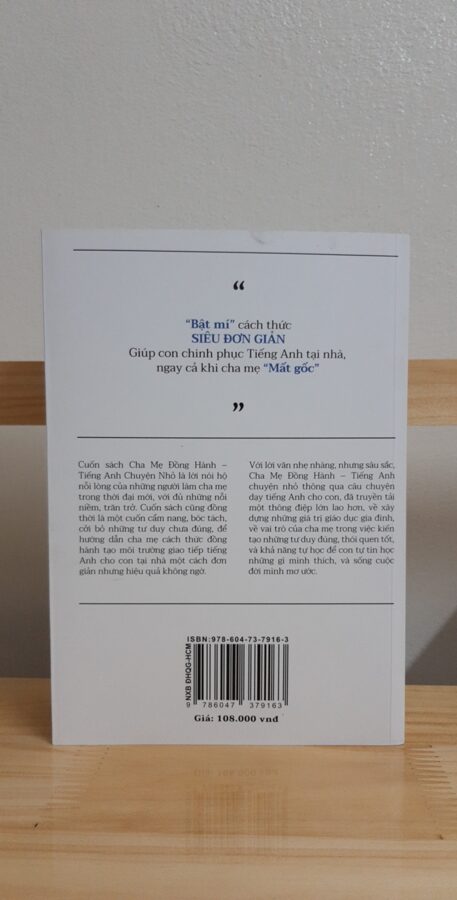 “
“Bật mí” cách thức
SIÊU ĐƠN GIẢN
Giúp con chinh phục Tiếng Anh tại nhà,
ngay cả khi cha mẹ “Mất gốc”
”
Cuốn sách Cha Mẹ Đồng Hành –
Tiếng Anh Chuyện Nhỏ là lời nói hộ
nỗi lòng của những người làm cha mẹ
trong thời đại mới, với đủ những nỗi
niềm, trăn trở. Cuốn sách cũng đồng
thời là một cuốn cẩm nang, bóc tách,
cởi bỏ những tư duy chưa đúng, để
hướng dẫn cha mẹ cách thức đồng
hành tạo môi trường giao tiếp tiếng
Anh cho con tại nhà một cách đơn
giản nhưng hiệu quả không ngờ.
Với lời văn nhẹ nhàng, nhưng sâu sắc,
Cha Mẹ Đồng Hành – Tiếng Anh
chuyện nhỏ thông qua câu chuyện
dạy tiếng Anh cho con, đã truyền tải
một thông điệp lớn lao hơn, về xây
dựng những giá trị giáo dục gia đình,
về vai trò của cha mẹ trong việc kiến
tạo những tư duy đúng, thói quen tốt,
và khả năng tự học để con tự tin học
những gì mình thích, và sống cuộc
đời mình mơ ước.
ISBN:978-604-73-7916-3
NXB ĐHQG-HCM
9 786047 379163
Giá: 108.000 vnđ